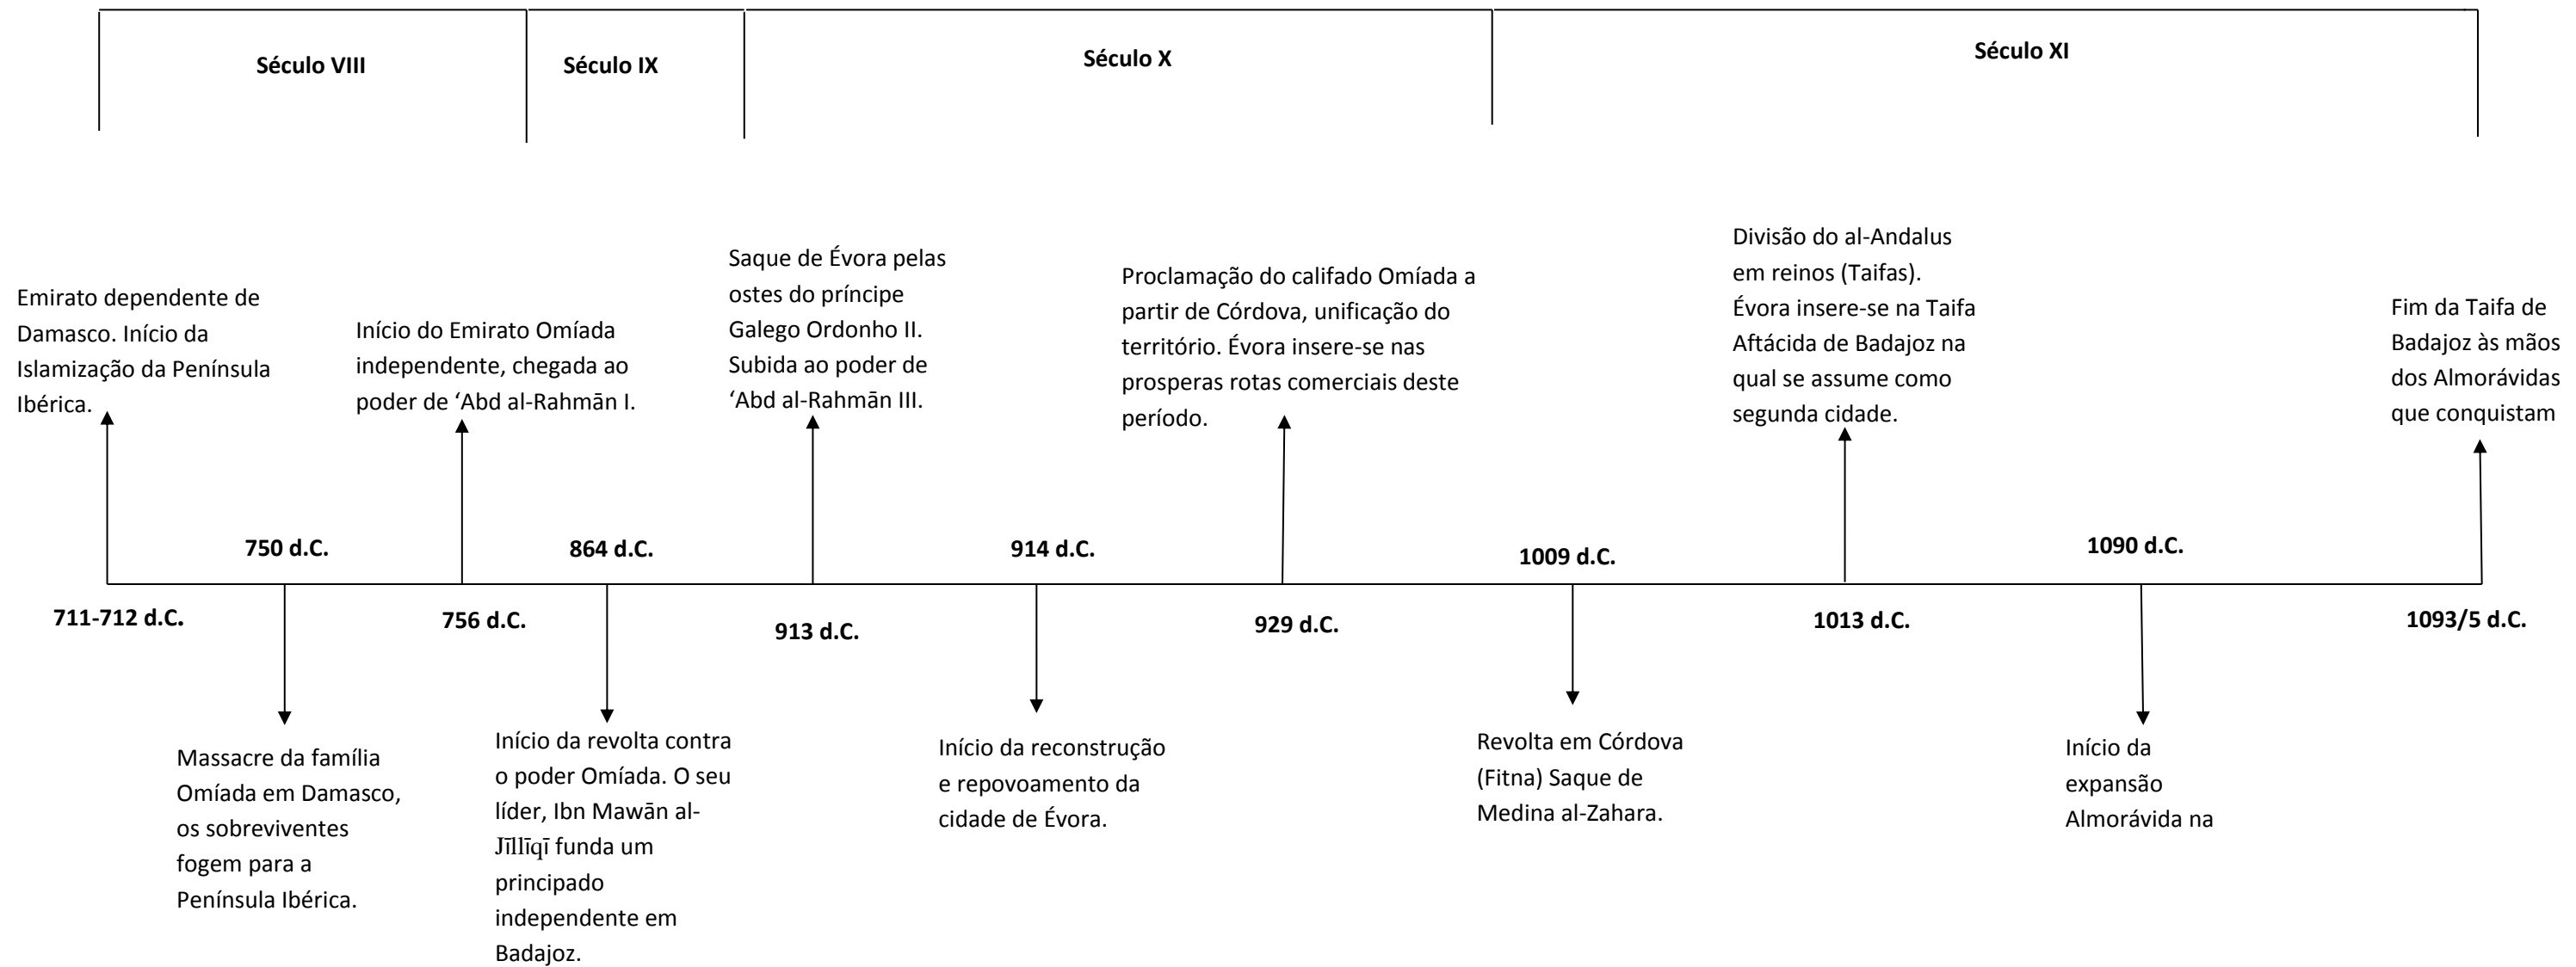 Século VIII
Século IX
Século X
Século XI
Emirato dependente de
Damasco. Início da
Islamização da Península
Ibérica.
Início do Emirato Omíada
independente, chegada ao
poder de ‘Abd al-Rahmān I.
Saque de Évora pelas
ostes do príncipe
Galego Ordonho II.
Subida ao poder de
‘Abd al-Rahmān III.
Proclamação do califado Omíada a
partir de Córdova, unificação do
território. Évora insere-se nas
prosperas rotas comerciais deste
período.
Divisão do al-Andalus
em reinos (Taifas).
Évora insere-se na Taifa
Aftácida de Badajoz na
qual se assume como
segunda cidade.
Fim da Taifa de
Badajoz às mãos
dos Almorávidas
que conquistam
750 d.C.
864 d.C.
914 d.C.
1009 d.C.
1090 d.C.
711-712 d.C.
756 d.C.
913 d.C.
929 d.C.
1013 d.C.
1093/5 d.C.
Massacre da família
Omíada em Damasco,
os sobreviventes
fogem para a
Península Ibérica.
Início da revolta contra
o poder Omíada. O seu
líder, Ibn Mawān al-
Jīllīqī funda um
principado
independente em
Badajoz.
Início da reconstrução
e repovoamento da
cidade de Évora.
Revolta em Córdova
(Fitna) Saque de
Medina al-Zahara.
Início da
expansão
Almorávida na